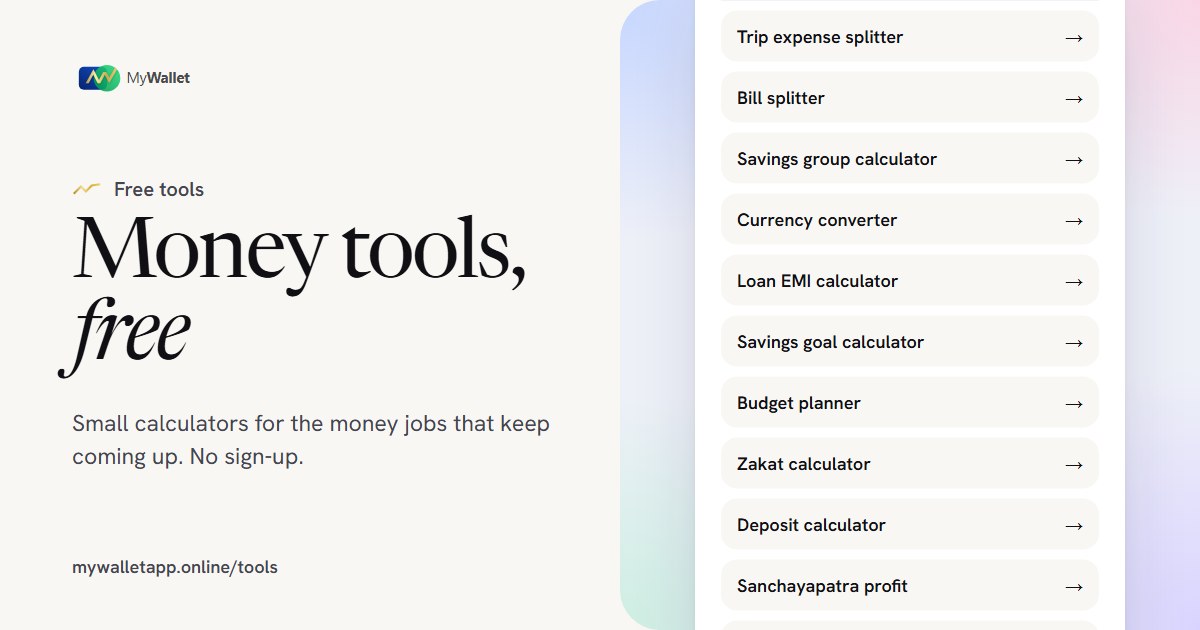 MyWallet
Free tools
Money tools,
free
Small calculators for the money jobs that keep
coming up. No sign-up.
mywalletapp.online/tools
Trip expense splitter →
Bill splitter →
Savings group calculator →
Currency converter →
Loan EMI calculator →
Savings goal calculator →
Budget planner →
Zakat calculator →
Deposit calculator →
Sanchayapatra profit →